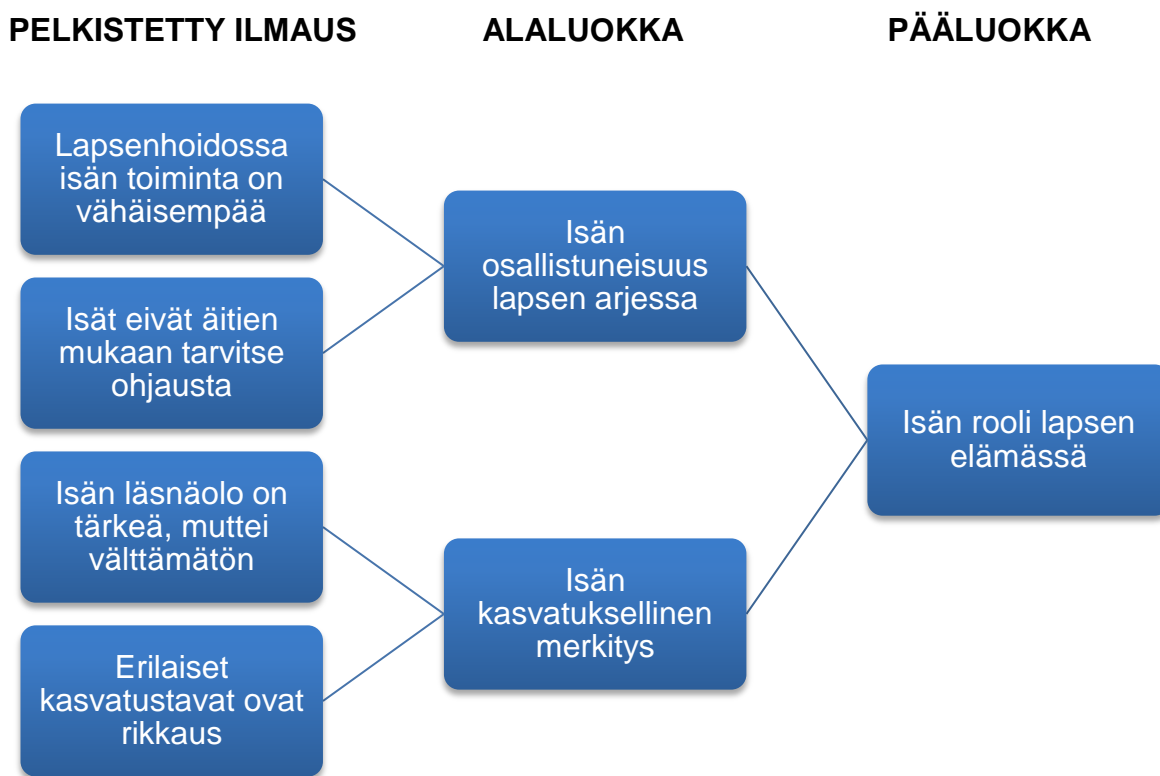 PELKISTETTY ILMAUS
ALALUOKKA
PÄÄLUOKKA
Lapsenhoidossa
isän toiminta on
vähäisempää
Isät eivät äitien
mukaan tarvitse
ohjausta
Isän läsnäolo on
tärkeä, muttei
välttämätön
Erilaiset
kasvatustavat ovat
rikkaus
Isän
osallistuneisuus
lapsen arjessa
Isän
kasvatuksellinen
merkitys
Isän rooli lapsen
elämässä